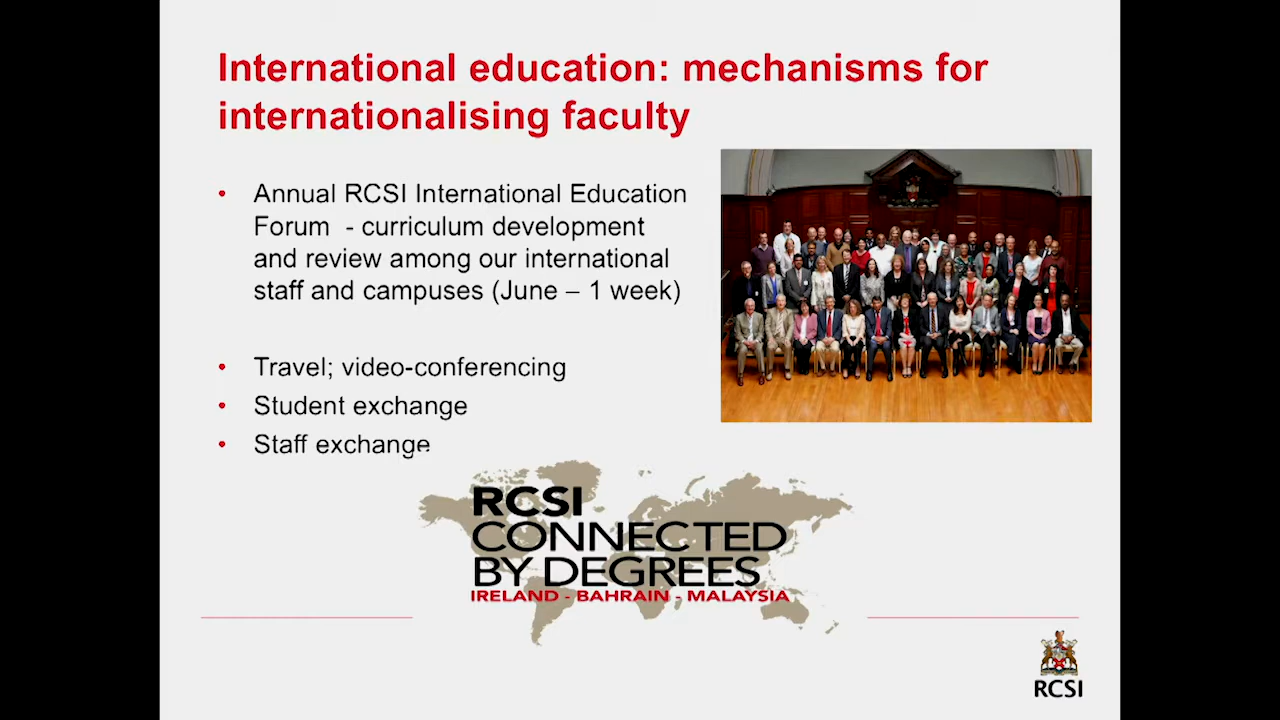 International education: mechanisms for
internationalising faculty
• Annual RCSI International Education
Forum - curriculum development
and review among our international
staff and campuses (June – 1 week)
• Travel; video-conferencing
• Student exchange
• Staff exchange
RCSI
CONNECTED
BY DEGREES
IRELAND - BAHRAIN - MALAYSIA
RCSI